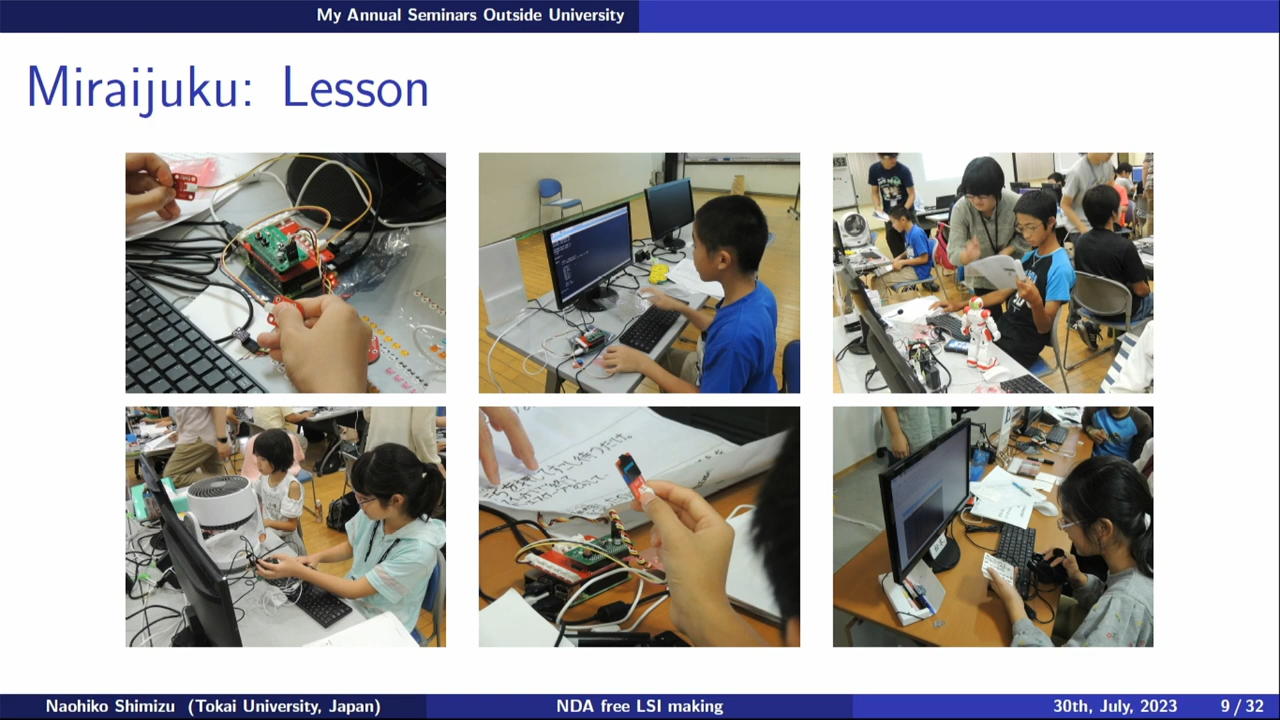 My Annual Seminars Outside University
Miraijuku: Lesson
Naohiko Shimizu (Tokai University, Japan)
NDA free LSI making
30th, July, 2023
9 / 32